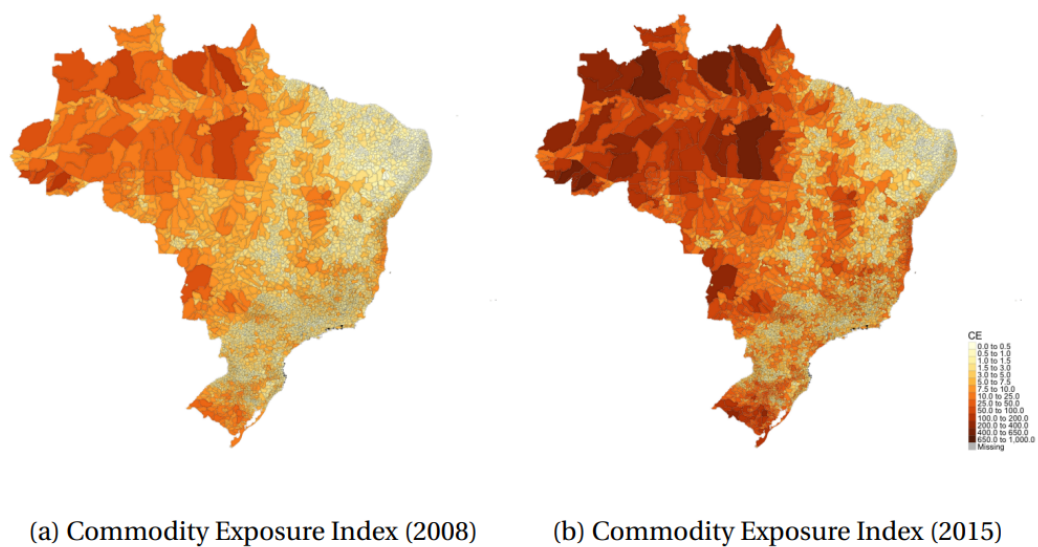 CE
0.0 to 0.5
0.5 to 1.0
1.0 to 1.5
1.5 to 3.0
3.0 to 5.0
5.0 to 7.5
7.5 to 10.0
10.0 to 25.0
25.0 to 50.0
50.0 to 100.0
100.0 to 200.0
200.0 to 400.0
400.0 to 650.0
650.0 to 1,000.0
Missing
(a) Commodity Exposure Index (2008)
(b) Commodity Exposure Index (2015)